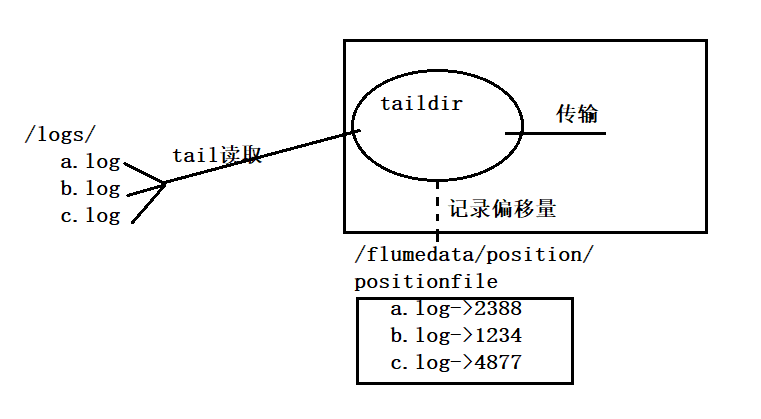 taildir
传输
/logs/
a.log
tail读取
b.log
c.log
记录偏移量
/flumedata/position/
positionfile
a.log->2388
b.log->1234
c.log->4877